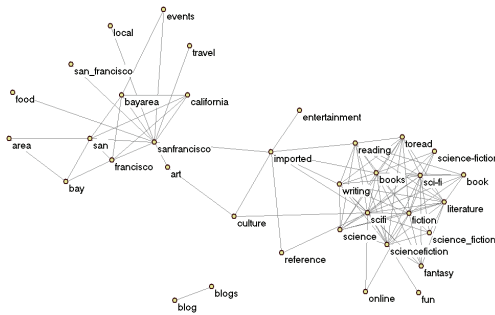 events
local
travel
san_francisco
food
bayarea
california
entertainment
area
san
sanfrancisco
reading
toread
science-fiction
francisco
imported
art
books
sci-fi
book
bay
writing
literature
culture
scifi
fiction
science
science_fiction
sciencefiction
reference
fantasy
blogs
online
fun
blog